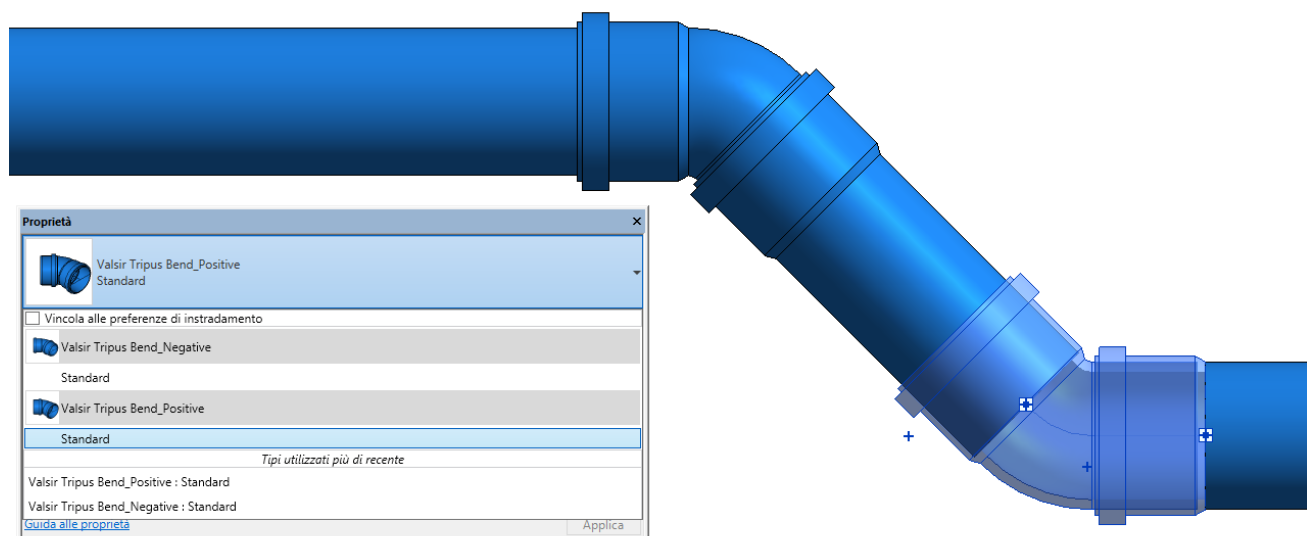 Proprietà
Valsir Tripus Bend_Positive
Standard
Vincola alle preferenze di instradamento
Valsir Tripus Bend_Negative
Standard
Valsir Tripus Bend_Positive
Standard
Tipi utilizzati più di recente
Valsir Tripus Bend_Positive : Standard
Valsir Tripus Bend_Negative : Standard
Guida alle proprietà Applica